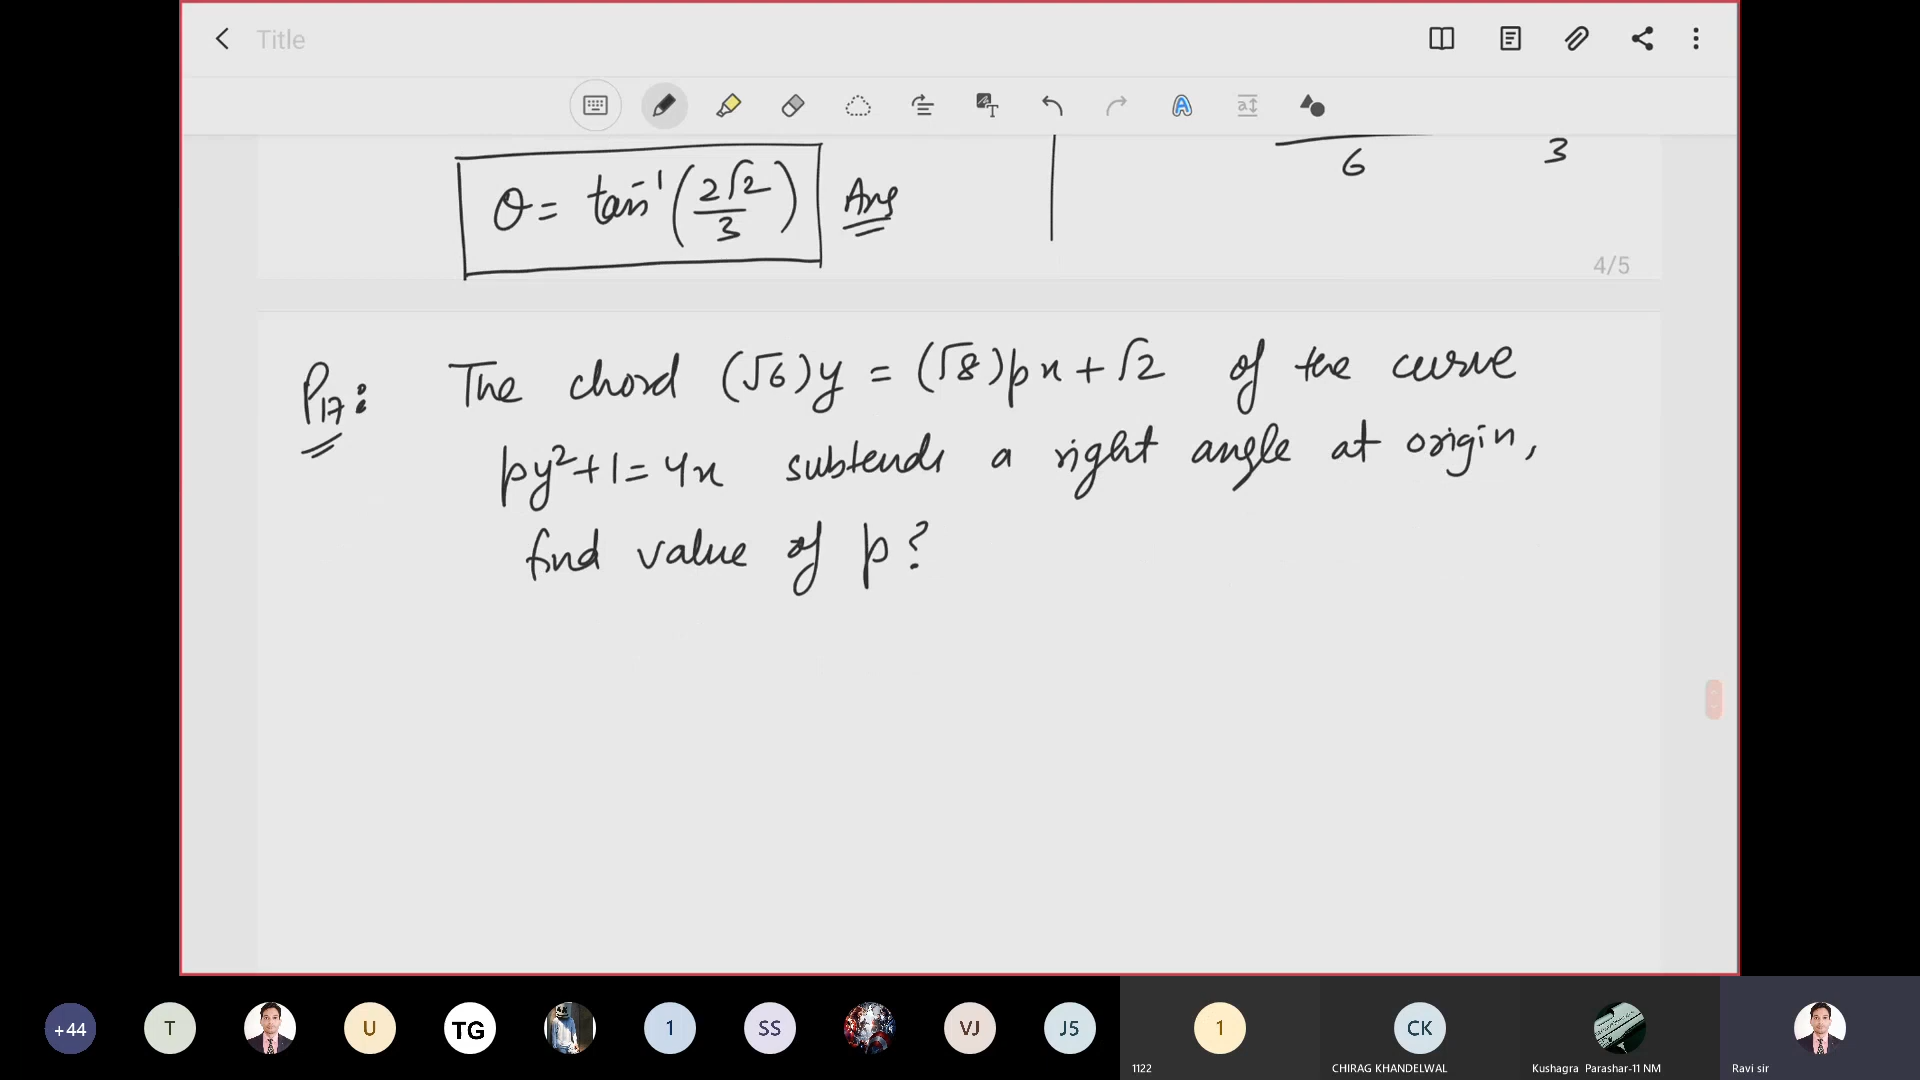 Title
θ = tan⁻¹(2√2/3) Ans
6 3
4/5
P17: The chord (√6)y = (√8)px + √2 of the curve
py²+1=4x subtends a right angle at origin,
find value of p?
+44 T U TG 1 SS VJ J5 1 CK
1122 CHIRAG KHANDELWAL Kushagra Parashar-11 NM Ravi sir